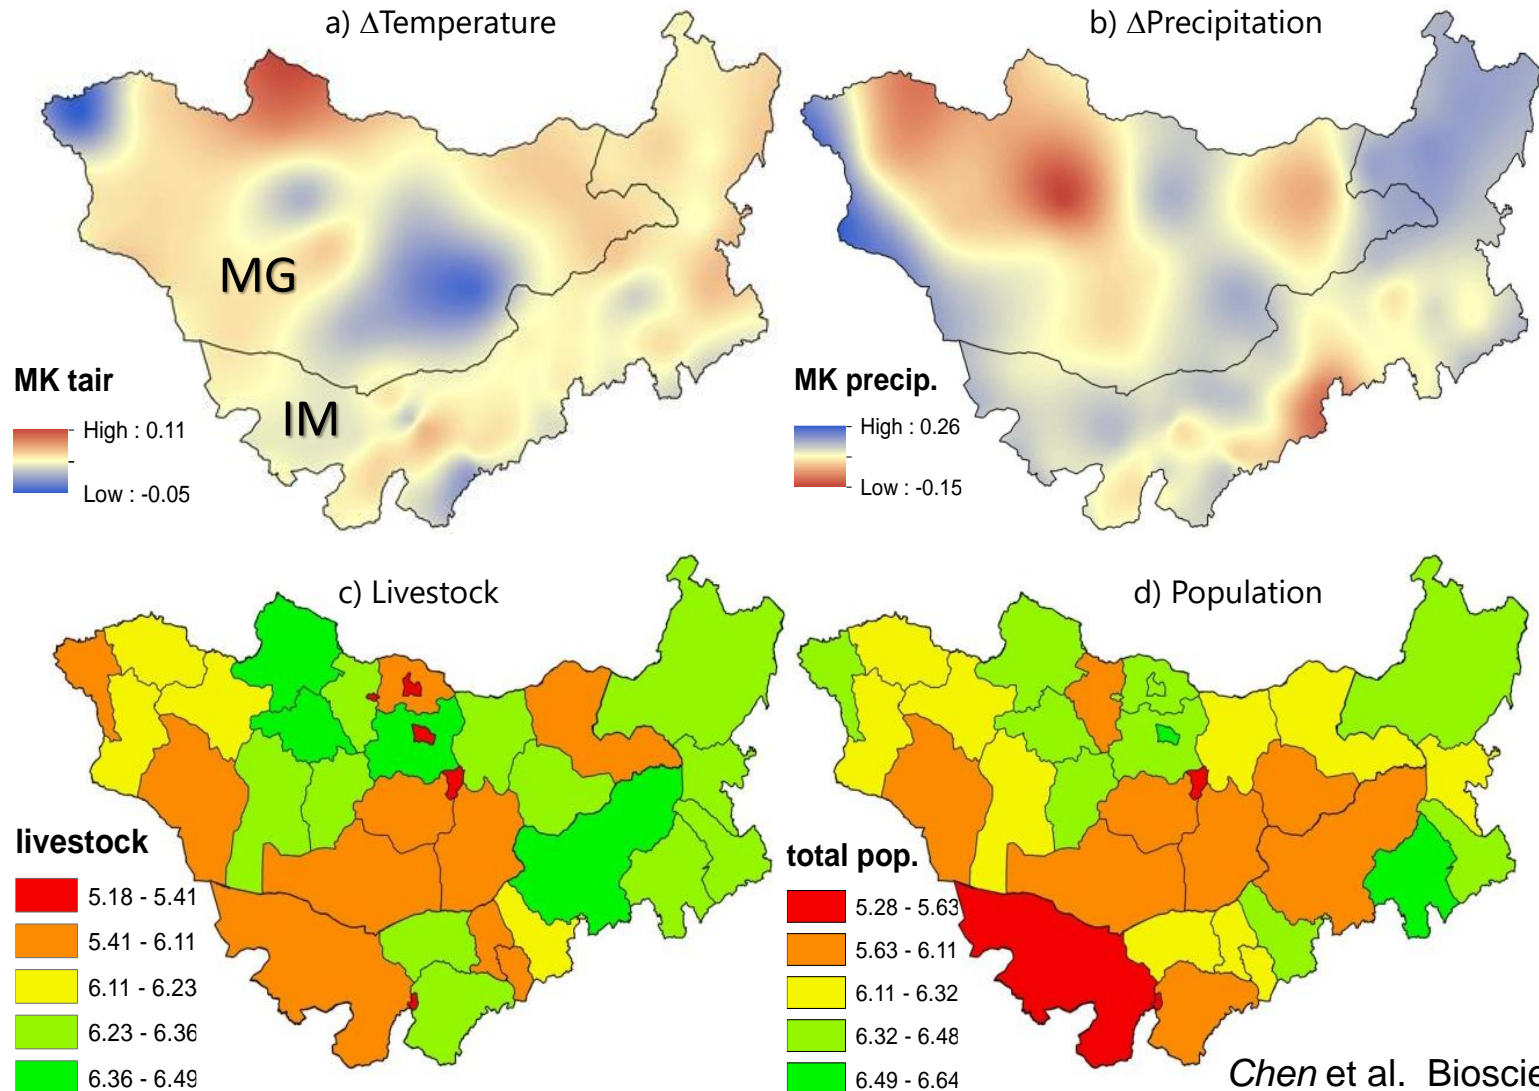 a) ΔTemperature
MG
IM
MK tair
High : 0.11
Low : -0.05
b) ΔPrecipitation
MK precip.
High : 0.26
Low : -0.15
c) Livestock
livestock
5.18 - 5.41
5.41 - 6.11
6.11 - 6.23
6.23 - 6.36
6.36 - 6.49
d) Population
total pop.
5.28 - 5.63
5.63 - 6.11
6.11 - 6.32
6.32 - 6.48
6.49 - 6.64
Chen et al. Bioscie